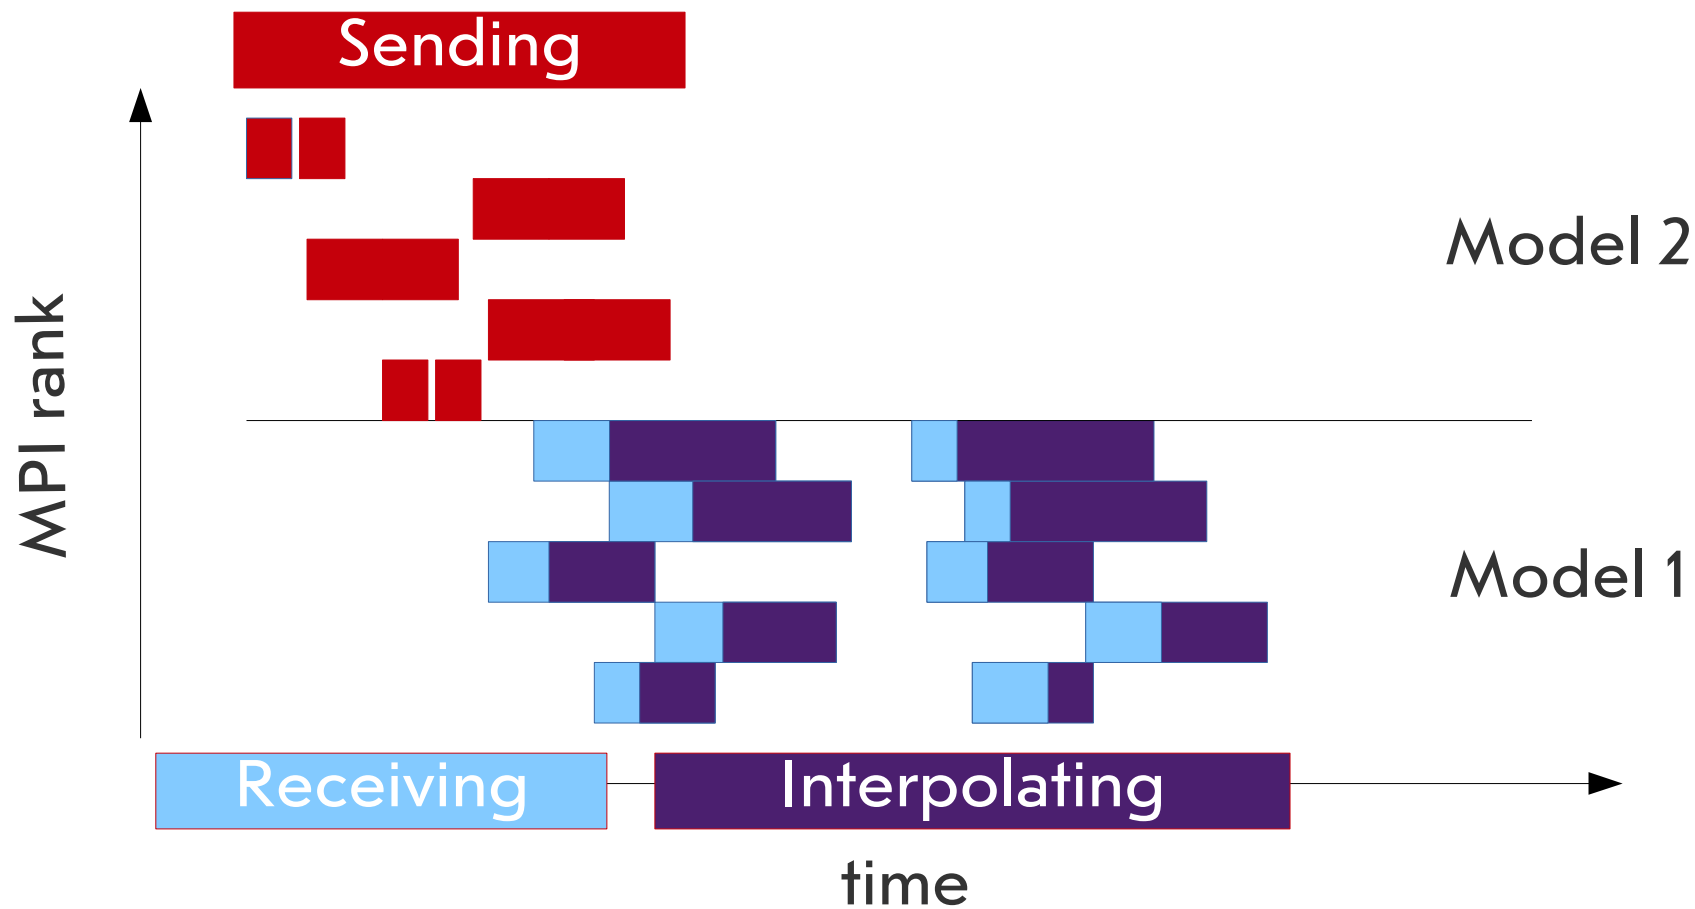 Sending
Model 2
MPI rank
Model 1
Receiving
Interpolating
time